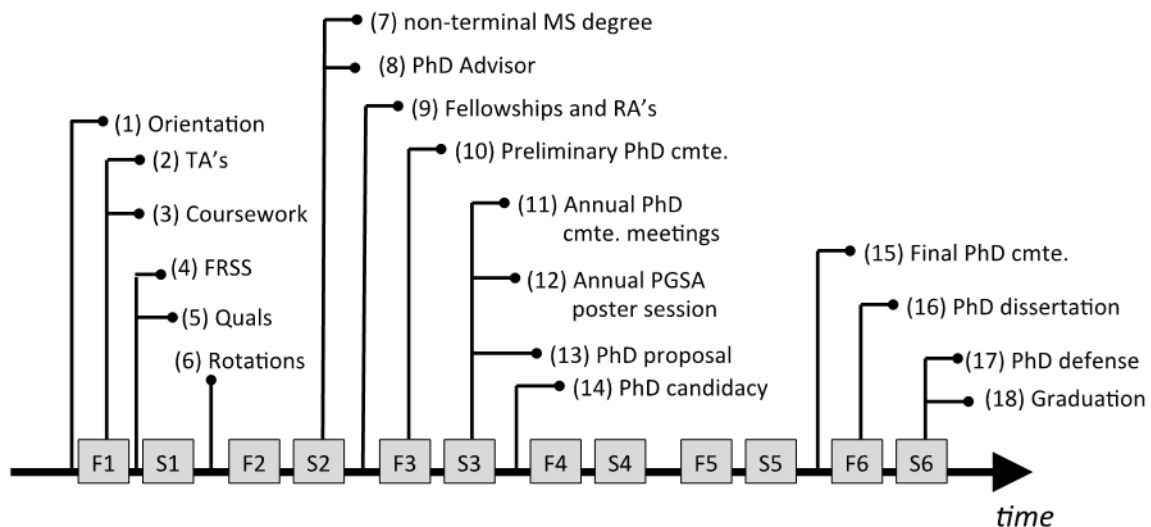 (7) non-terminal MS degree
(8) PhD Advisor
(9) Fellowships and RA's
(1) Orientation
(10) Preliminary PhD cmte.
(2) TA's
(11) Annual PhD
cmte. meetings
(3) Coursework
(15) Final PhD cmte.
(4) FRSS
(12) Annual PGSA
poster session
(16) PhD dissertation
(5) Quals
(6) Rotations
(13) PhD proposal
(17) PhD defense
(14) PhD candidacy
(18) Graduation
F1 S1 F2 S2 F3 S3 F4 S4 F5 S5 F6 S6
time